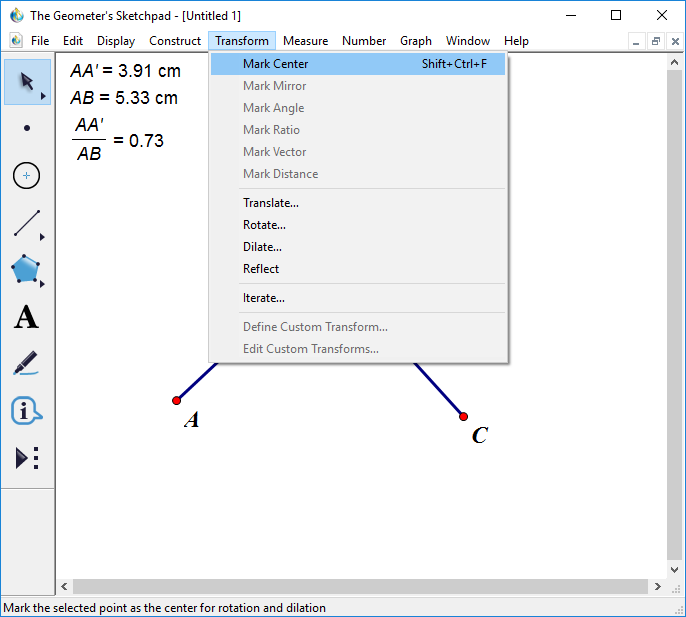 The Geometer's Sketchpad - [Untitled 1]
File Edit Display Construct Transform Measure Number Graph Window Help
AA' = 3.91 cm
AB = 5.33 cm
AA'
AB
= 0.73
Mark Center Shift+Ctrl+F
Mark Mirror
Mark Angle
Mark Ratio
Mark Vector
Mark Distance
Translate...
Rotate...
Dilate...
Reflect
Iterate...
Define Custom Transform...
Edit Custom Transforms...
A
A
C
Mark the selected point as the center for rotation and dilation